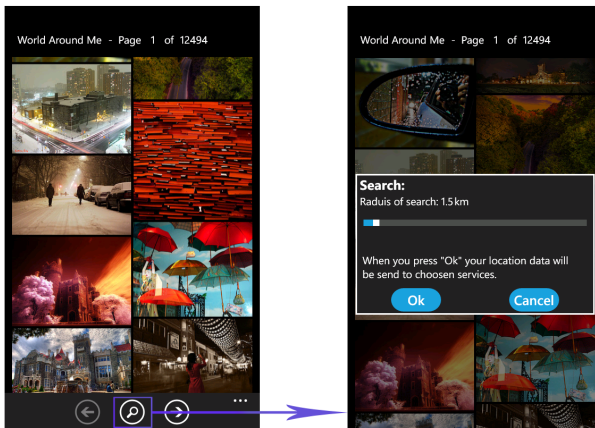 World Around Me - Page 1 of 12494
World Around Me - Page 1 of 12494
Search:
Raduis of search: 1.5 km
When you press "Ok" your location data will
be send to choosen services.
Ok Cancel